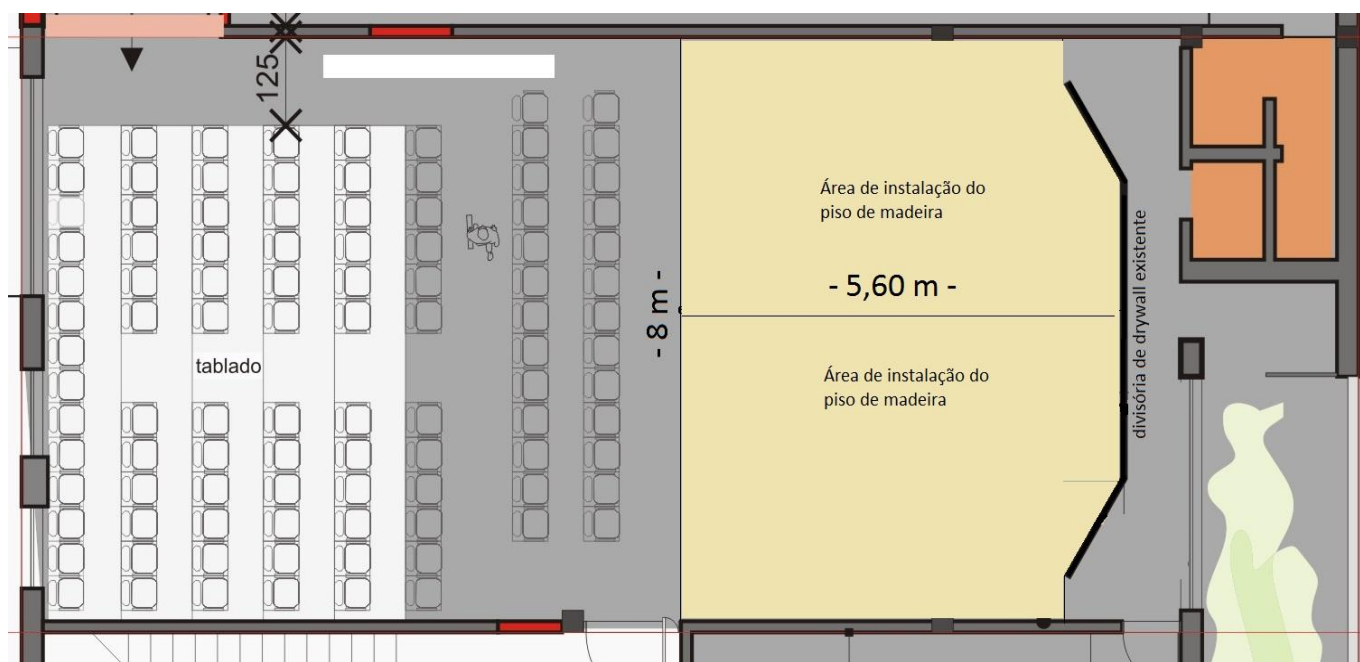 125
tablado
- 8 m -
Área de instalação do
piso de madeira
- 5,60 m -
Área de instalação do
piso de madeira
divisória de drywall existente